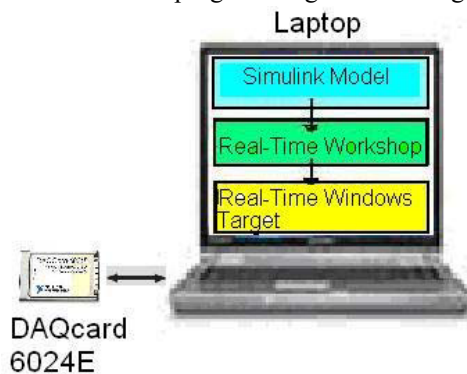 Laptop
Simulink Model
Real-Time Workshop
Real-Time Windows
Target
DAQcard
6024E